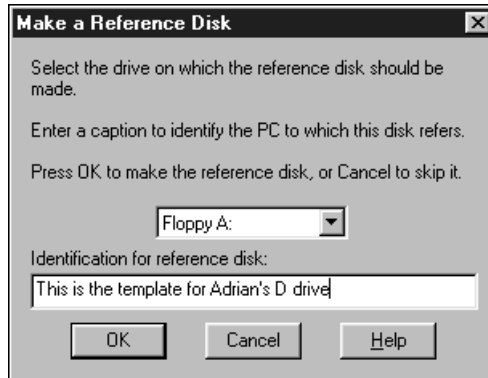 Make a Reference Disk
Select the drive on which the reference disk should be
made.
Enter a caption to identify the PC to which this disk refers.
Press OK to make the reference disk, or Cancel to skip it.
Floppy A:
Identification for reference disk:
This is the template for Adrian's D drive
OK
Cancel
Help